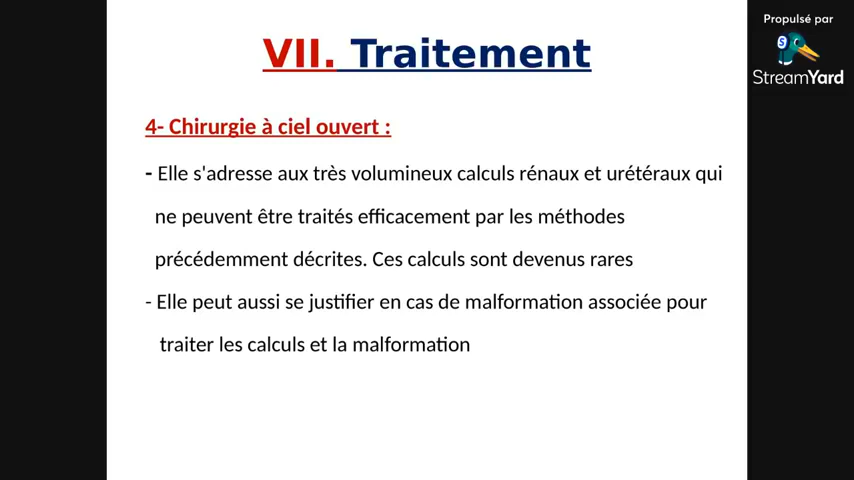 Propulsé par
StreamYard
VII. Traitement
4- Chirurgie à ciel ouvert :
- Elle s'adresse aux très volumineux calculs rénaux et urétéraux qui
ne peuvent être traités efficacement par les méthodes
précédemment décrites. Ces calculs sont devenus rares
- Elle peut aussi se justifier en cas de malformation associée pour
traiter les calculs et la malformation